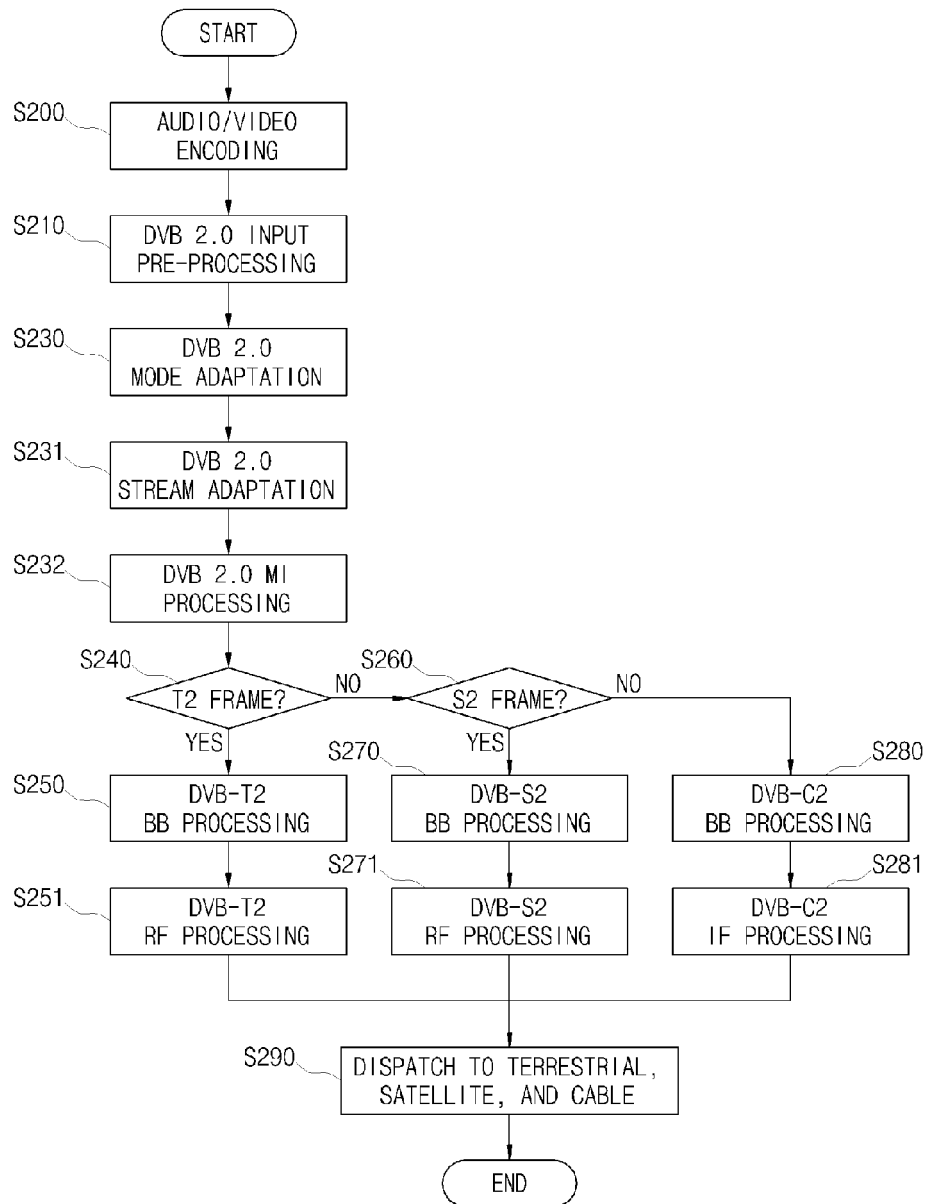 START
S200
AUDIO/VIDEO
ENCODING
S210
DVB 2.0 INPUT
PRE-PROCESSING
S230
DVB 2.0
MODE ADAPTATION
S231
DVB 2.0
STREAM ADAPTATION
S232
DVB 2.0 MI
PROCESSING
S240
T2 FRAME?
NO
YES
S260
S2 FRAME?
NO
YES
S250
DVB-T2
BB PROCESSING
S270
DVB-S2
BB PROCESSING
S280
DVB-C2
BB PROCESSING
S251
DVB-T2
RF PROCESSING
S271
DVB-S2
RF PROCESSING
S281
DVB-C2
IF PROCESSING
S290
DISPATCH TO TERRESTRIAL,
SATELLITE, AND CABLE
END